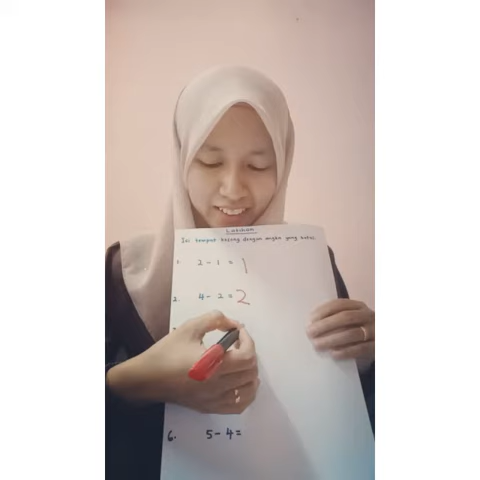 Latihan
Isi tempat kosong dengan angka yang betul.
1. 2 - 1 = 1
2. 4 - 2 = 2
6. 5 - 4 =